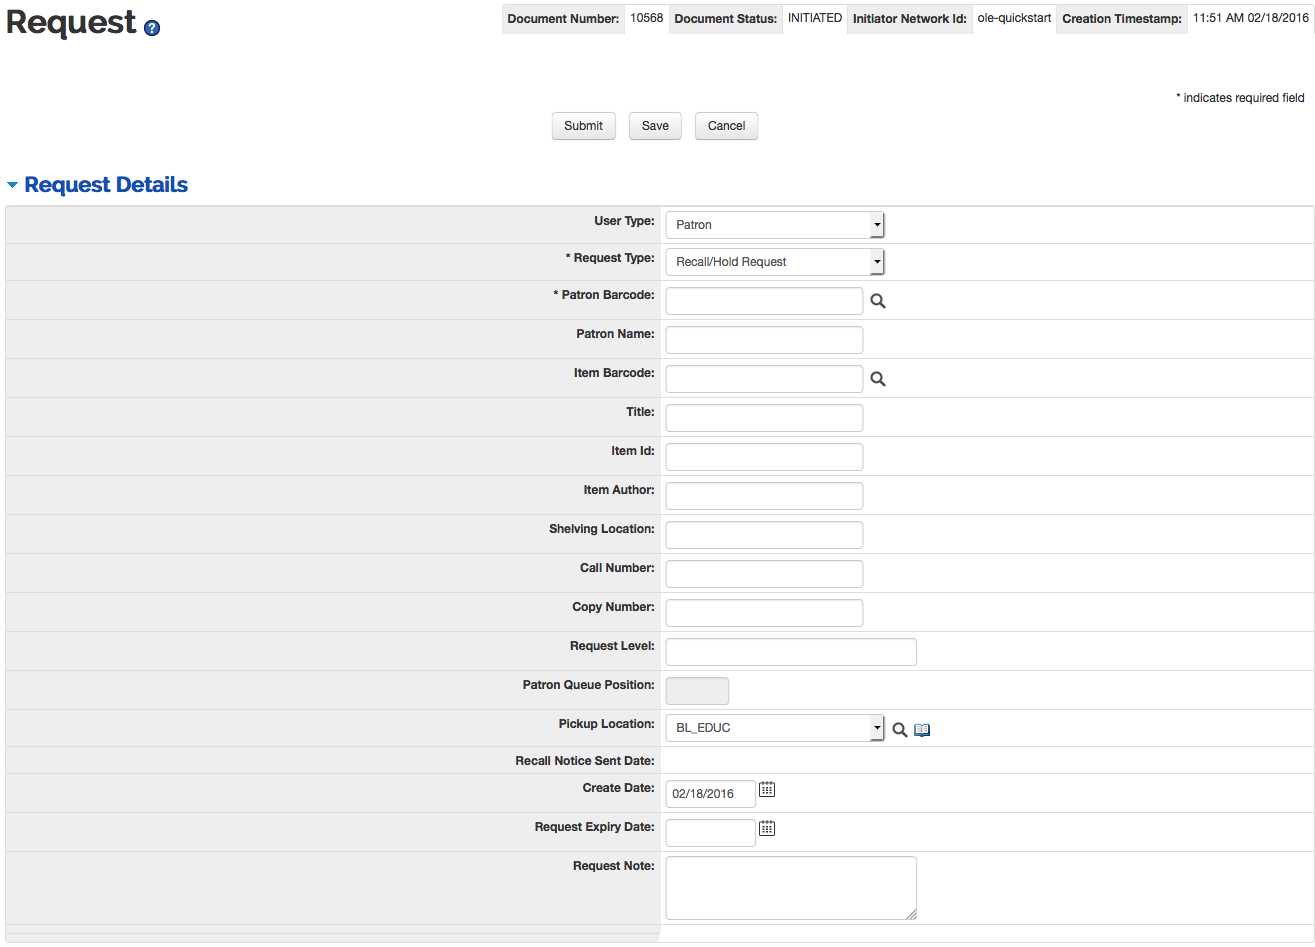 Request ?
Document Number: 10568 Document Status: INITIATED Initiator Network Id: ole-quickstart Creation Timestamp: 11:51 AM 02/18/2016
* indicates required field
Submit Save Cancel
Request Details
User Type: Patron
* Request Type: Recall/Hold Request
* Patron Barcode:
Patron Name:
Item Barcode:
Title:
Item Id:
Item Author:
Shelving Location:
Call Number:
Copy Number:
Request Level:
Patron Queue Position:
Pickup Location: BL_EDUC
Recall Notice Sent Date:
Create Date: 02/18/2016
Request Expiry Date:
Request Note: